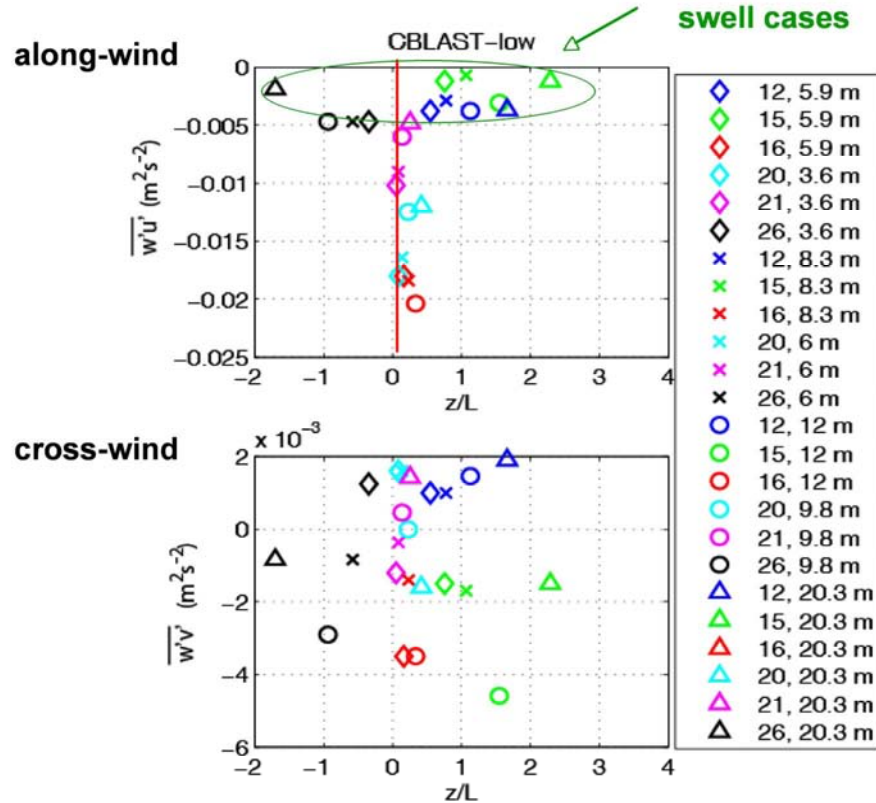 swell cases
along-wind
CBLAST-low
0
−0.005
−0.01
−0.015
−0.02
−0.025
w'u' (m²s⁻²)
−2 −1 0 1 2 3 4
z/L
cross-wind
x 10⁻³
2
0
−2
−4
−6
w'v' (m²s⁻²)
−2 −1 0 1 2 3 4
z/L
12, 5.9 m
15, 5.9 m
16, 5.9 m
20, 3.6 m
21, 3.6 m
26, 3.6 m
12, 8.3 m
15, 8.3 m
16, 8.3 m
20, 6 m
21, 6 m
26, 6 m
12, 12 m
15, 12 m
16, 12 m
20, 9.8 m
21, 9.8 m
26, 9.8 m
12, 20.3 m
15, 20.3 m
16, 20.3 m
20, 20.3 m
21, 20.3 m
26, 20.3 m